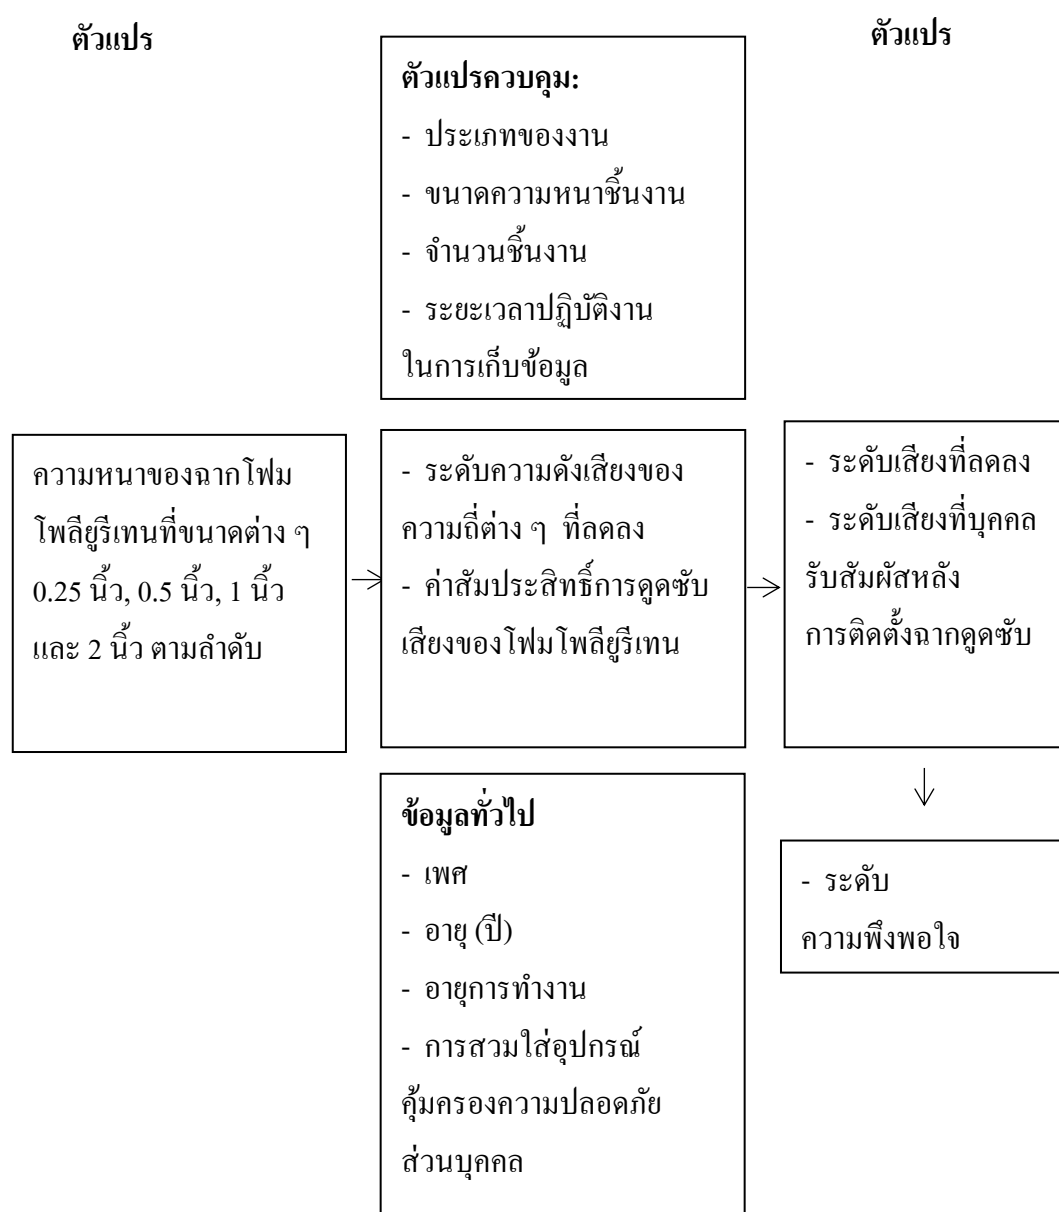 ตัวแปร
ตัวแปร
ตัวแปรควบคุม:
- ประเภทของงาน
- ขนาดความหนาชิ้นงาน
- จำนวนชิ้นงาน
- ระยะเวลาปฏิบัติงาน
ในการเก็บข้อมูล
ความหนาของฉากโฟม
โพลียูรีเทนที่ขนาดต่าง ๆ
0.25 นิ้ว, 0.5 นิ้ว, 1 นิ้ว
และ 2 นิ้ว ตามลำดับ
- ระดับความดังเสียงของ
ความถี่ต่าง ๆ ที่ลดลง
- ค่าสัมประสิทธิ์การดูดซับ
เสียงของโฟมโพลียูรีเทน
- ระดับเสียงที่ลดลง
- ระดับเสียงที่บุคคล
รับสัมผัสหลัง
การติดตั้งฉากดูดซับ
ข้อมูลทั่วไป
- เพศ
- อายุ (ปี)
- อายุการทำงาน
- การสวมใส่อุปกรณ์
คุ้มครองความปลอดภัย
ส่วนบุคคล
- ระดับ
ความพึงพอใจ